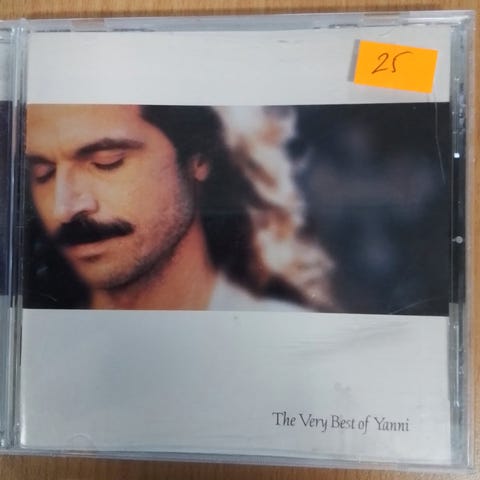 25
The Very Best of Yanni